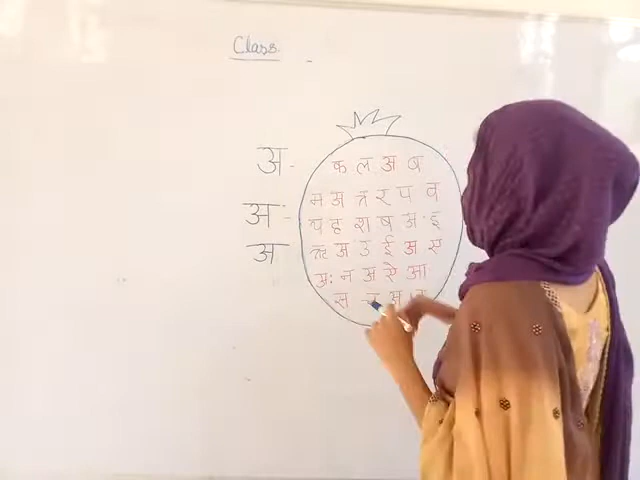 Class
अ - क ल अ ब
म अ त्र र प व
अ - य ह श ष अ इ
अ ऋ अ उ ई अ स
अः न अ ऐ आ
स अ